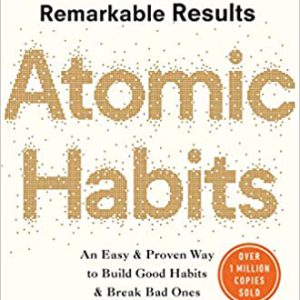 Remarkable Results
Atomic
Habits
An Easy & Proven Way
to Build Good Habits
& Break Bad Ones
OVER
1 MILLION
COPIES
SOLD